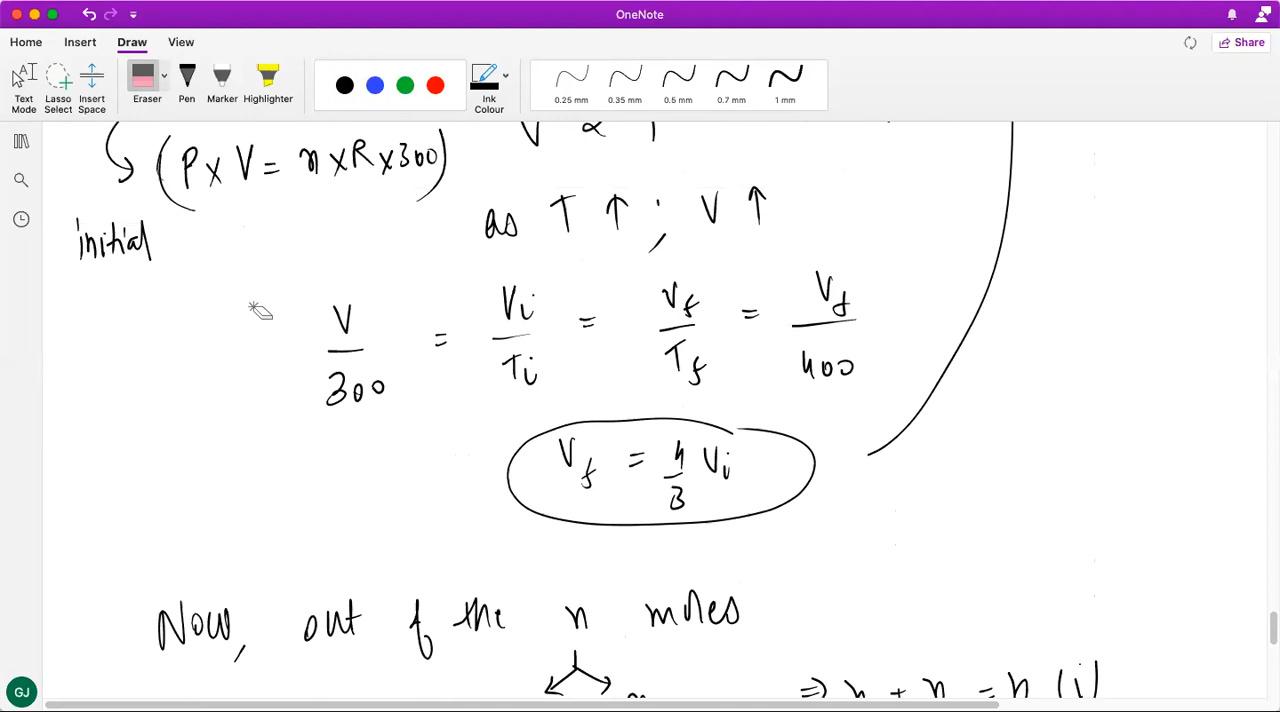 OneNote
Home Insert Draw View
Share
Text Mode
Lasso Select
Insert Space
Eraser
Pen
Marker
Highlighter
Ink Colour
0.25 mm 0.35 mm 0.5 mm 0.7 mm 1 mm
V ∝ T
(P x V = n x R x 300)
initial
as T ↑ ; V ↑
V/300 = Vi/Ti = Vf/Tf = Vf/400
Vf = 4/3 Vi
Now, out of the n moles
GJ